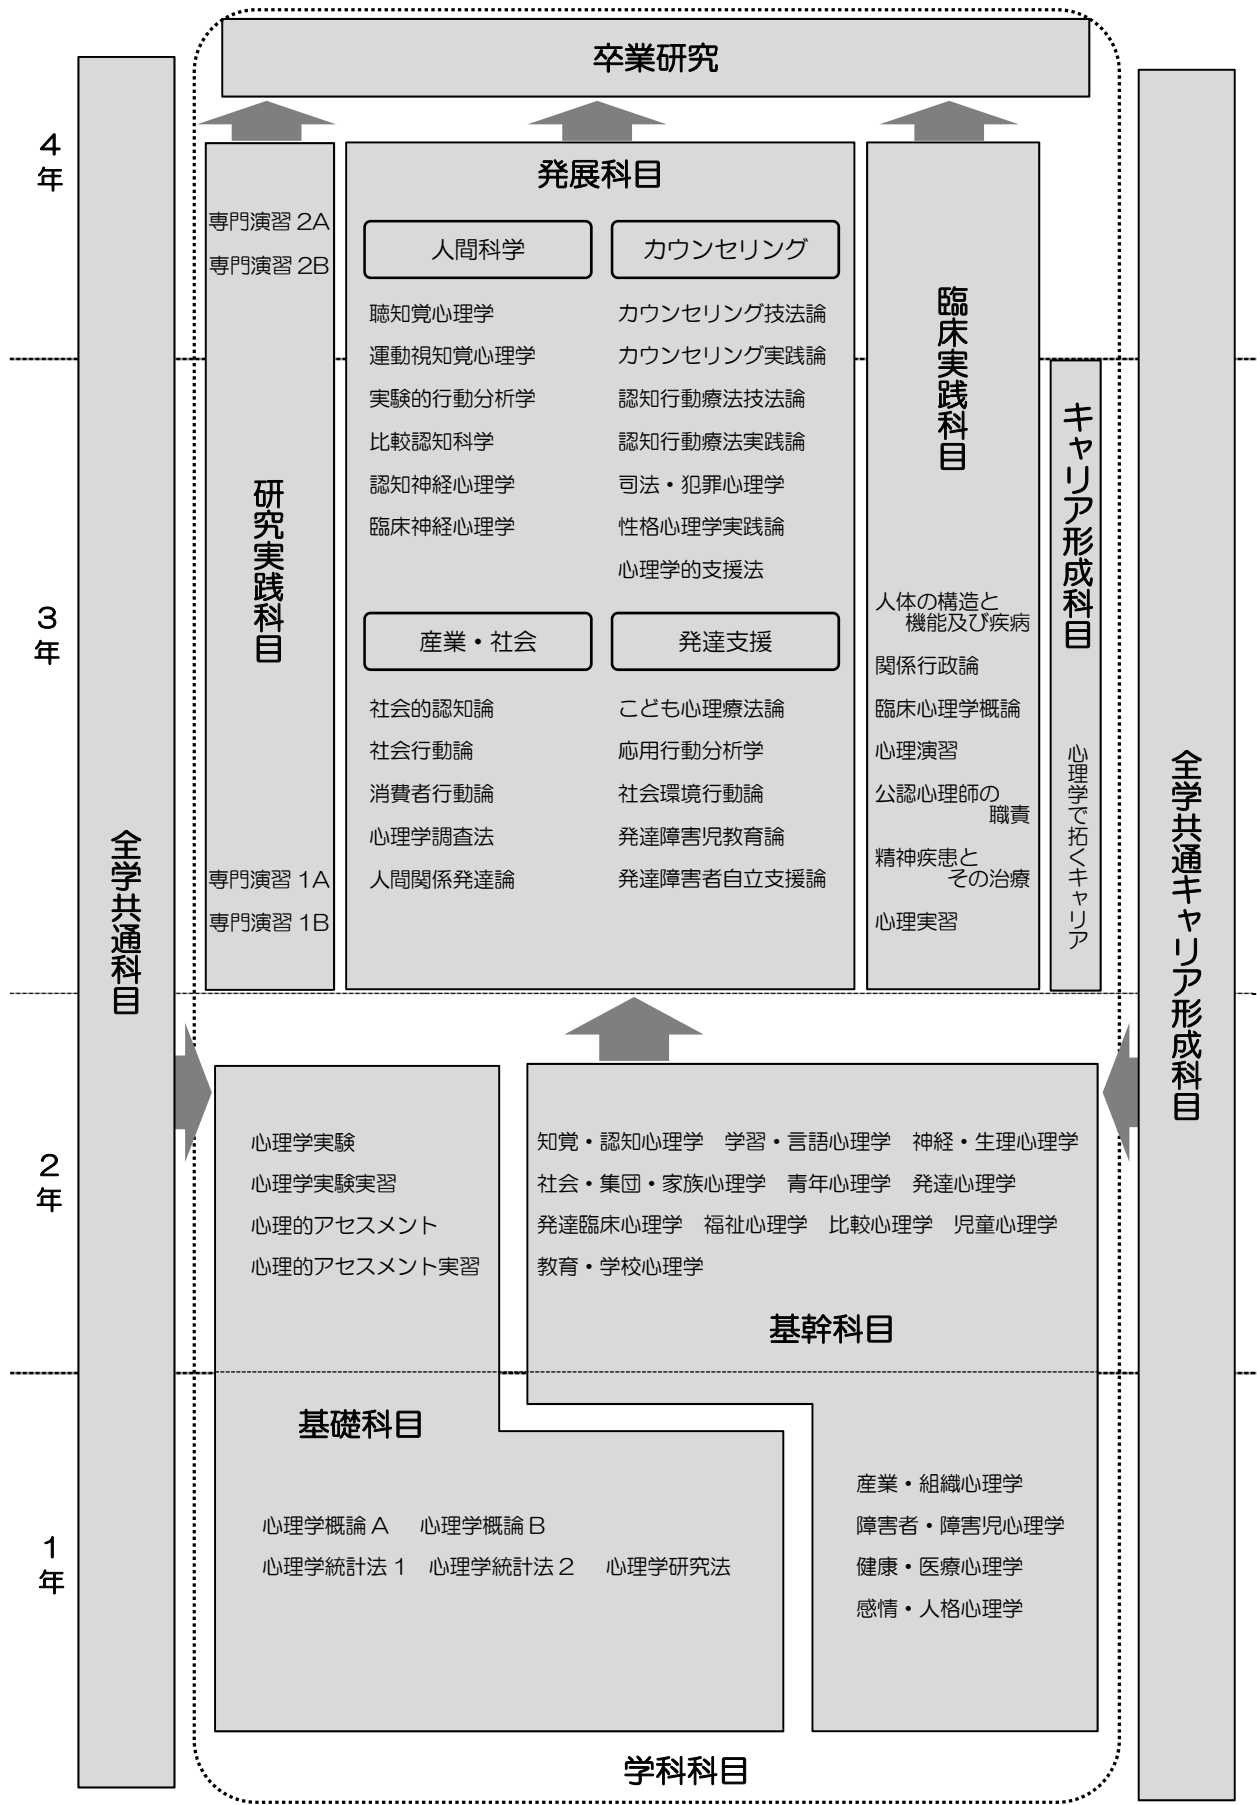 卒業研究
4年
発展科目
専門演習 2A
専門演習 2B
人間科学
カウンセリング
聴知覚心理学
運動視知覚心理学
実験的行動分析学
比較認知科学
認知神経心理学
臨床神経心理学
カウンセリング技法論
カウンセリング実践論
認知行動療法技法論
認知行動療法実践論
司法・犯罪心理学
性格心理学実践論
心理学的支援法
臨床実践科目
キャリア形成科目
研究実践科目
3年
産業・社会
発達支援
社会的認知論
社会行動論
消費者行動論
心理学調査法
人間関係発達論
こども心理療法論
応用行動分析学
社会環境行動論
発達障害児教育論
発達障害者自立支援論
人体の構造と
機能及び疾病
関係行政論
臨床心理学概論
心理演習
公認心理師の
職責
精神疾患と
その治療
心理実習
心理学で拓くキャリア
専門演習 1A
専門演習 1B
全学共通科目
全学共通キャリア形成科目
2年
心理学実験
心理学実験実習
心理的アセスメント
心理的アセスメント実習
知覚・認知心理学 学習・言語心理学 神経・生理心理学
社会・集団・家族心理学 青年心理学 発達心理学
発達臨床心理学 福祉心理学 比較心理学 児童心理学
教育・学校心理学
基幹科目
基礎科目
1年
心理学概論 A 心理学概論 B
心理学統計法 1 心理学統計法 2 心理学研究法
産業・組織心理学
障害者・障害児心理学
健康・医療心理学
感情・人格心理学
学科科目